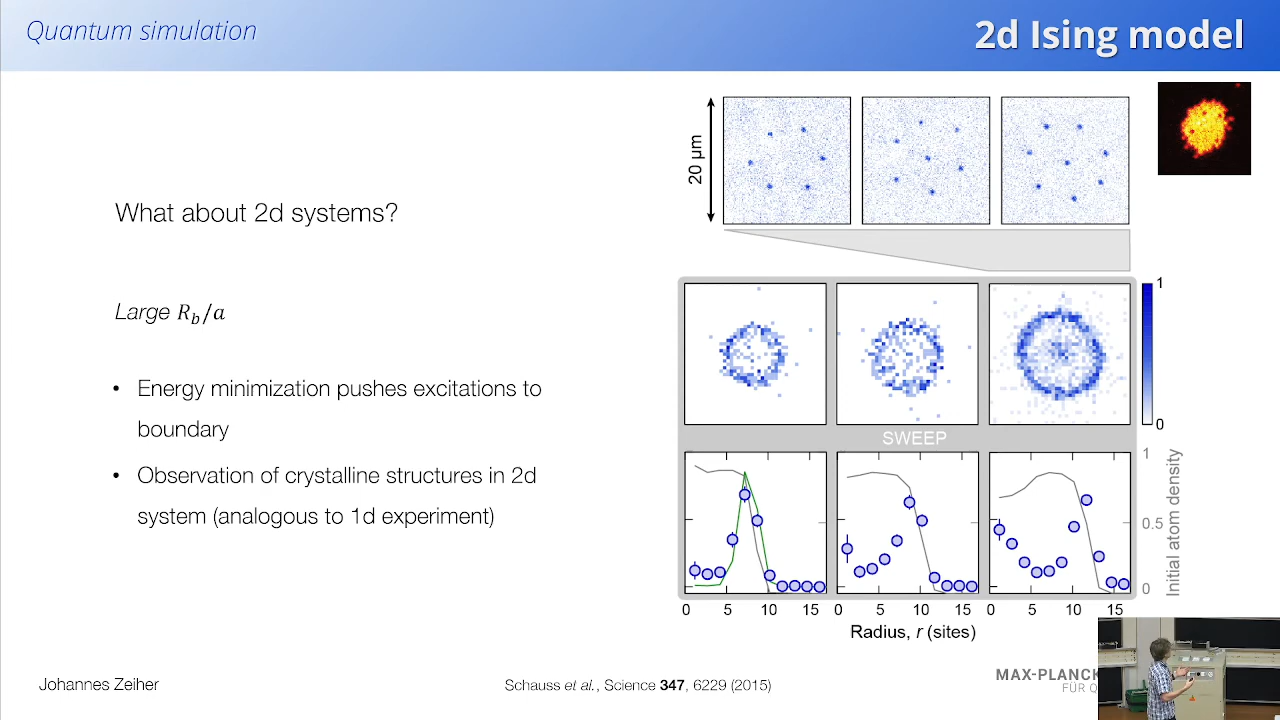 Quantum simulation
2d Ising model
20 µm
What about 2d systems?
Large R_b/a
• Energy minimization pushes excitations to
boundary
• Observation of crystalline structures in 2d
system (analogous to 1d experiment)
1
0
SWEEP
1
0.5
0
Initial atom density
0 5 10 15 0 5 10 15 0 5 10 15
Radius, r (sites)
Johannes Zeiher
Schauss et al., Science 347, 6229 (2015)
MAX-PLANCK
FÜR Q